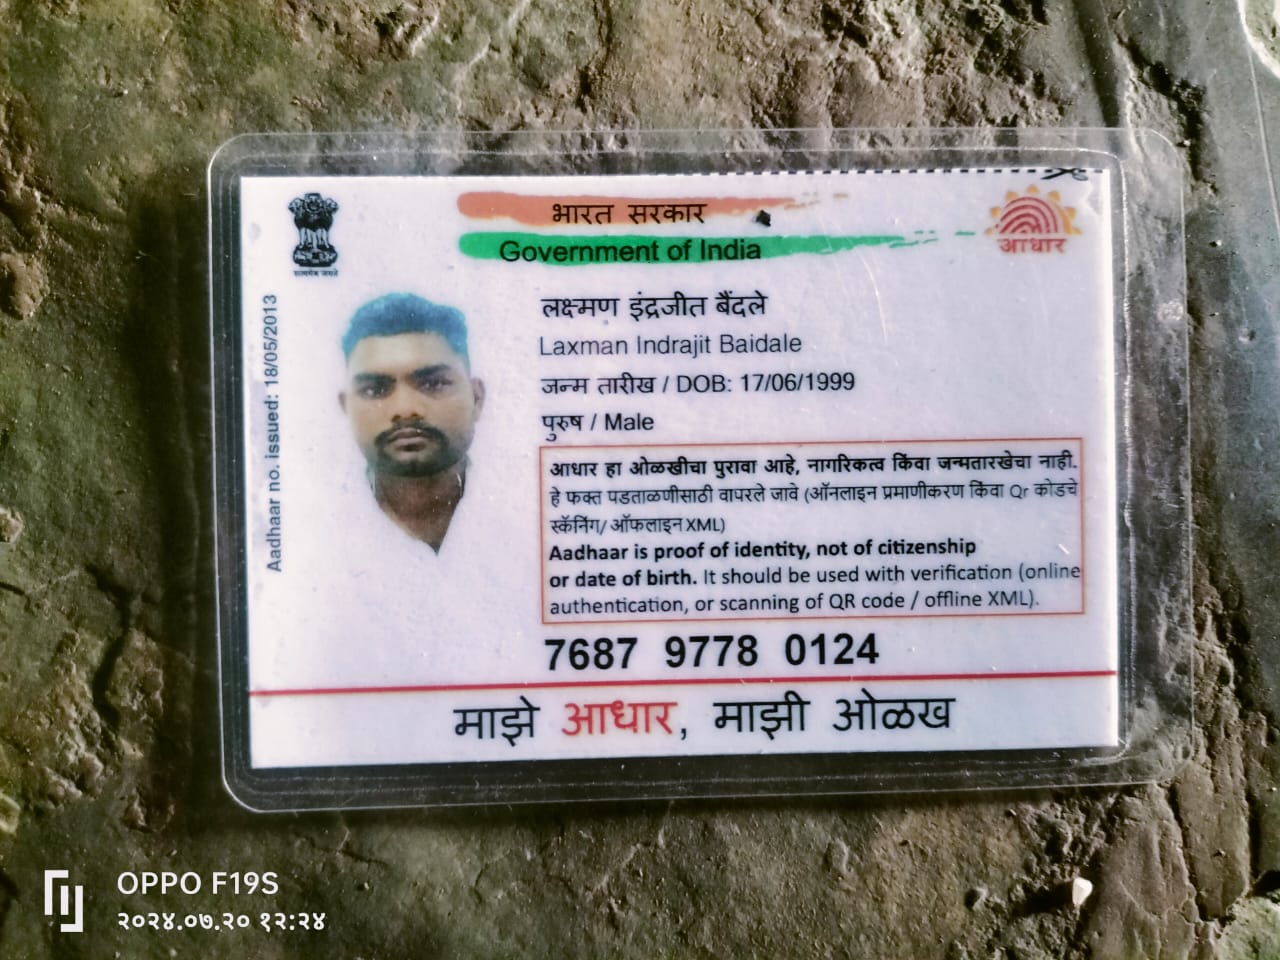 भारत सरकार
Government of India
सत्यमेव जयते
आधार
Aadhaar no. issued: 18/05/2013
लक्ष्मण इंद्रजीत बैंदले
Laxman Indrajit Baidale
जन्म तारीख / DOB: 17/06/1999
पुरुष / Male
आधार हा ओळखीचा पुरावा आहे, नागरिकत्व किंवा जन्मतारखेचा नाही.
हे फक्त पडताळणीसाठी वापरले जावे (ऑनलाइन प्रमाणीकरण किंवा Qr कोडचे
स्कॅनिंग/ ऑफलाइन XML)
Aadhaar is proof of identity, not of citizenship
or date of birth. It should be used with verification (online
authentication, or scanning of QR code / offline XML).
7687 9778 0124
माझे आधार, माझी ओळख
OPPO F19S
२०२४.०७.२० १२:२४